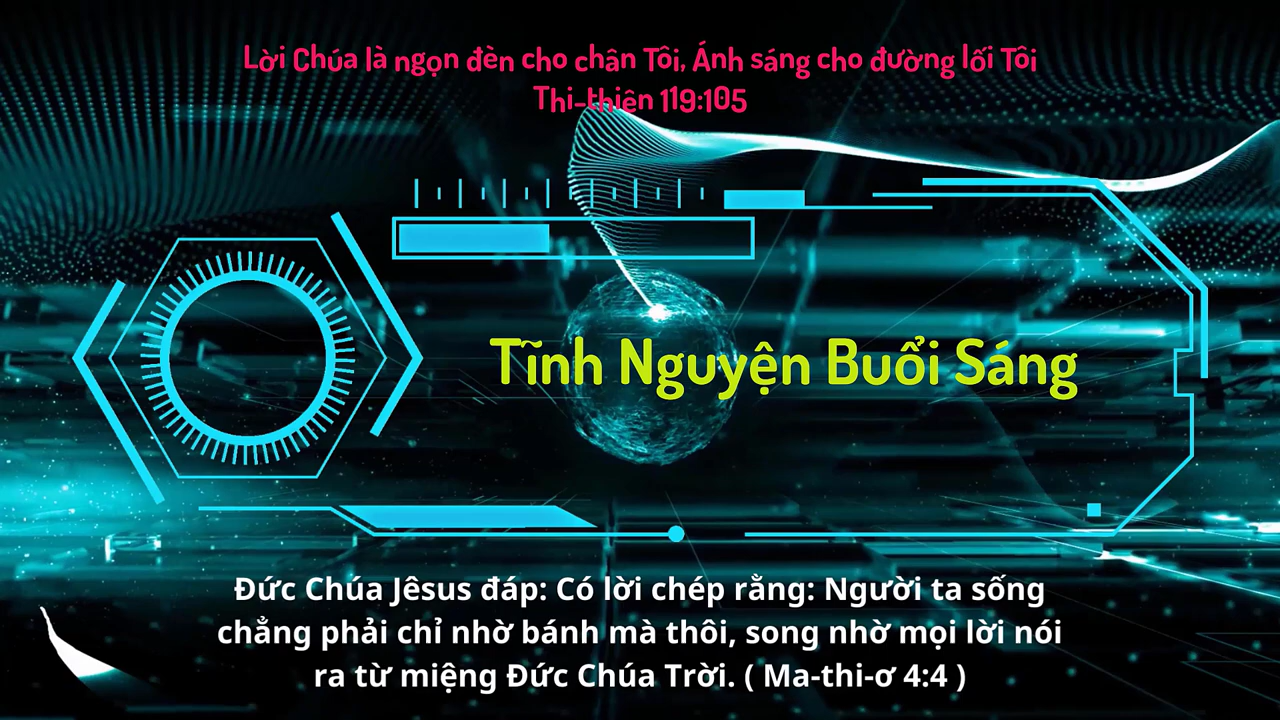 Lời Chúa là ngọn đèn cho chân Tôi, Ánh sáng cho đường lối Tôi
Thi-thiên 119:105
Tĩnh Nguyện Buổi Sáng
Đức Chúa Jêsus đáp: Có lời chép rằng: Người ta sống
chẳng phải chỉ nhờ bánh mà thôi, song nhờ mọi lời nói
ra từ miệng Đức Chúa Trời. ( Ma-thi-ơ 4:4 )